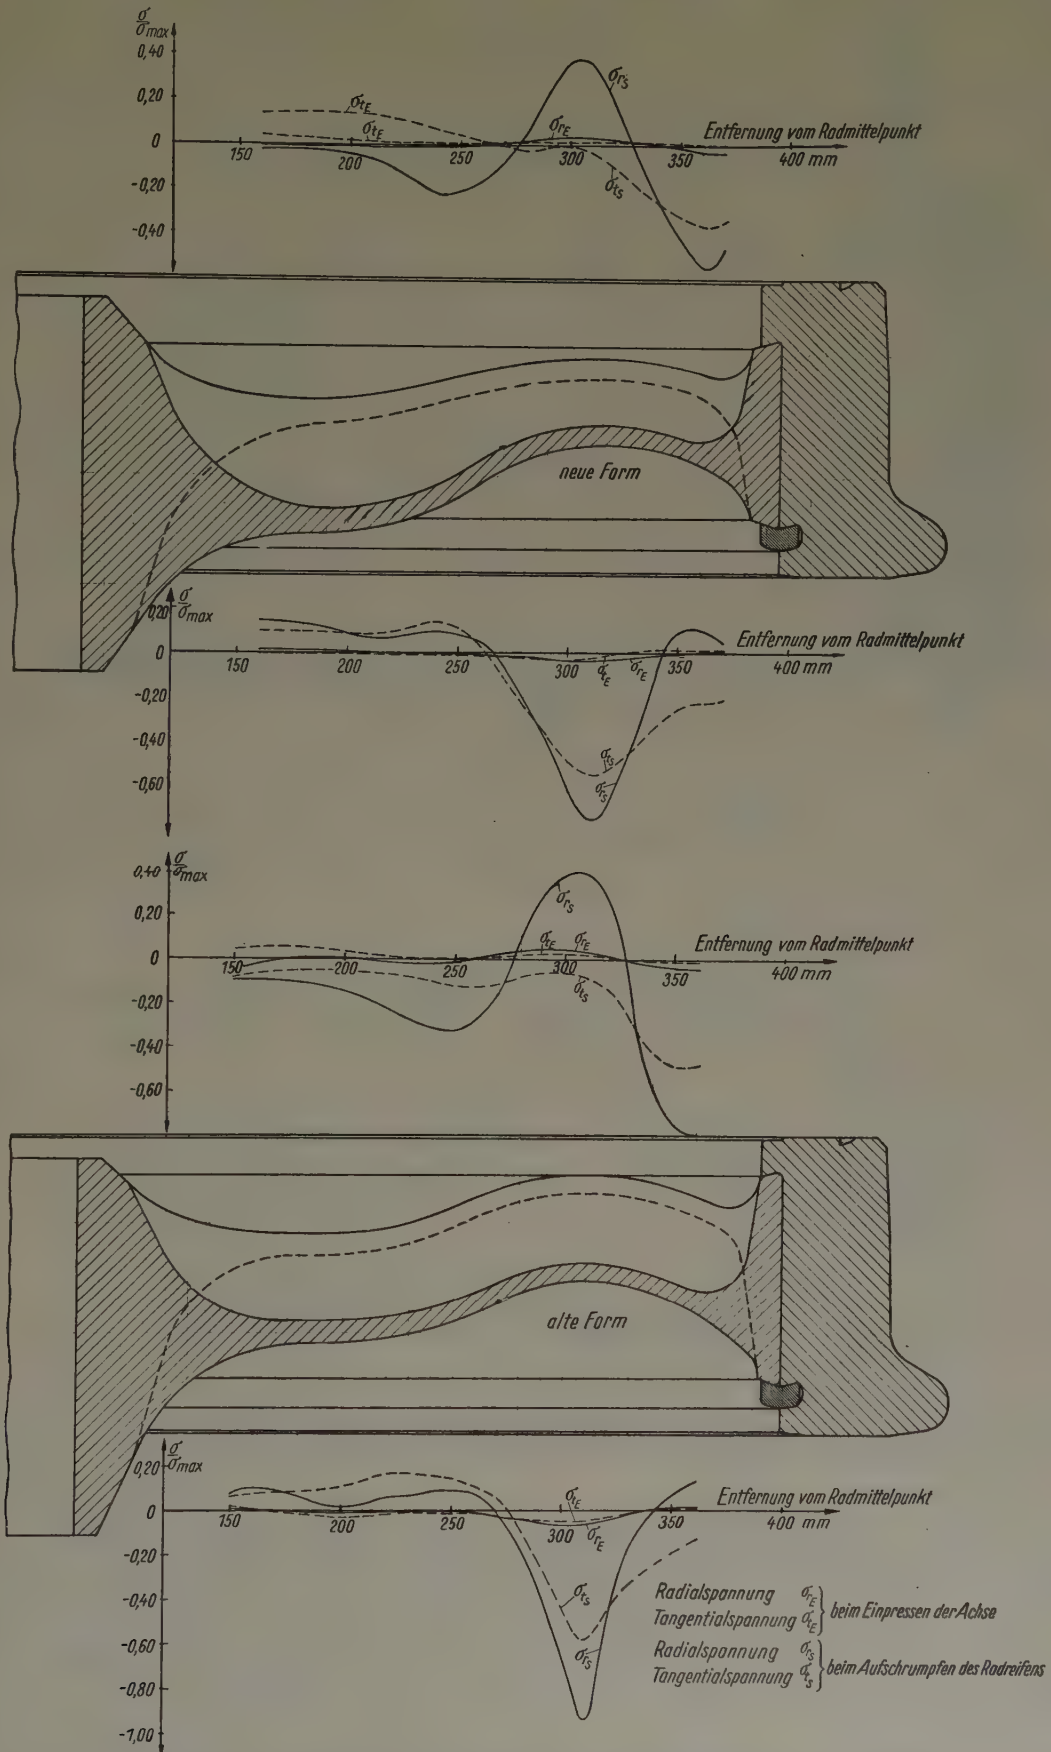 σ/σmax
0,40
0,20
0
-0,20
-0,40
σtE
σtE
σrE
σrS
σtS
Entfernung vom Radmittelpunkt
150 200 250 300 350 400 mm
neue Form
σ/σmax
0,20
0
-0,20
-0,40
-0,60
Entfernung vom Radmittelpunkt
150 200 250 300 350 400 mm
σtE σrE
σtS
σrS
σ/σmax
0,40
0,20
0
-0,20
-0,40
-0,60
σrS
σtE σrE
σtS
Entfernung vom Radmittelpunkt
150 200 250 300 350 400 mm
alte Form
σ/σmax
0,20
0
-0,20
-0,40
-0,60
-0,80
-1,00
Entfernung vom Radmittelpunkt
150 200 250 300 350 400 mm
σtE
σrE
σtS
σrS
Radialspannung σrE
Tangentialspannung σtE } beim Einpressen der Achse
Radialspannung σrS
Tangentialspannung σtS } beim Aufschrumpfen des Radreifens